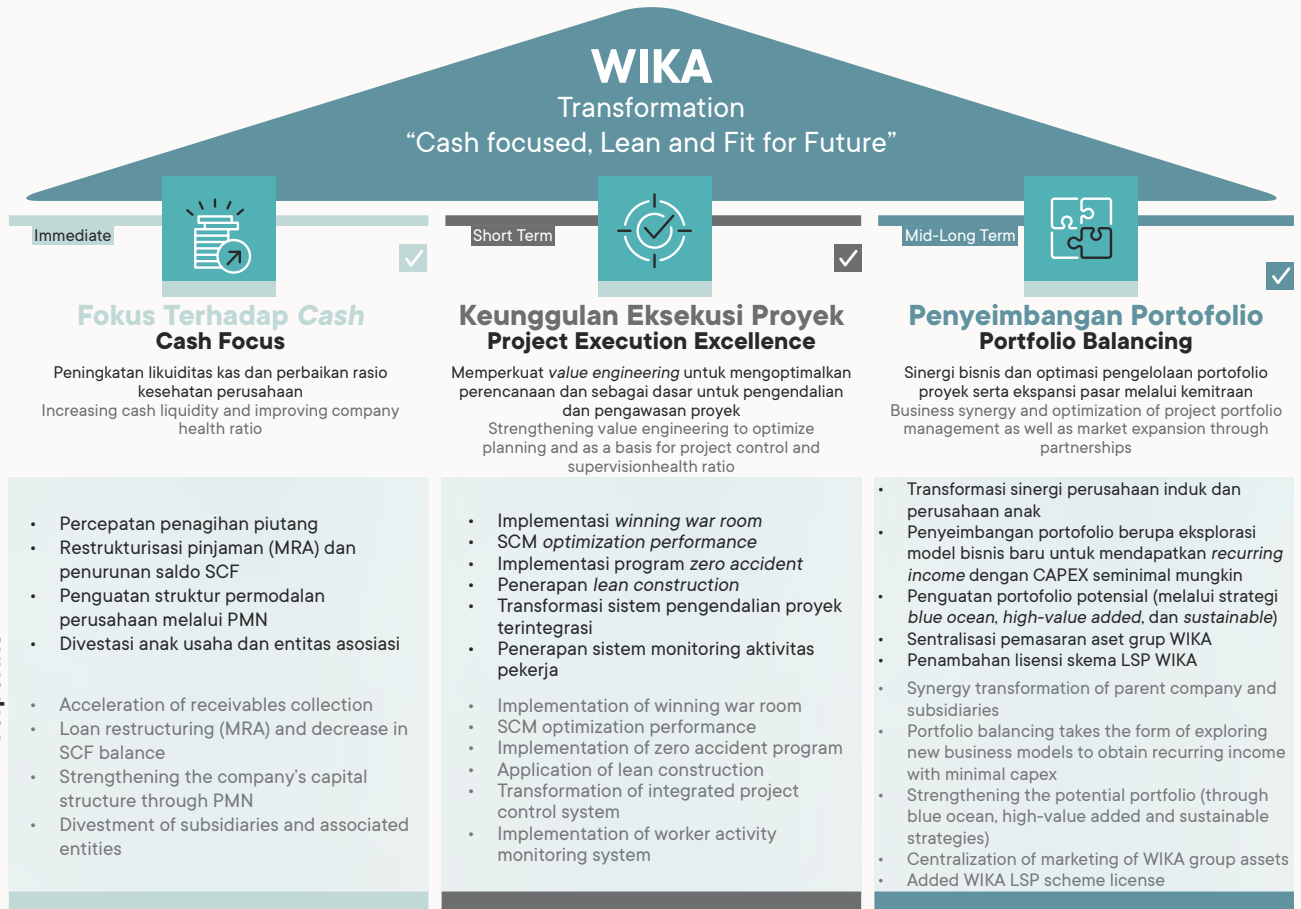 WIKA
Transformation
“Cash focused, Lean and Fit for Future”
Immediate
Fokus Terhadap Cash
Cash Focus
Peningkatan likuiditas kas dan perbaikan rasio
kesehatan perusahaan
Increasing cash liquidity and improving company
health ratio
• Percepatan penagihan piutang
• Restrukturisasi pinjaman (MRA) dan
penurunan saldo SCF
• Penguatan struktur permodalan
perusahaan melalui PMN
• Divestasi anak usaha dan entitas asosiasi
• Acceleration of receivables collection
• Loan restructuring (MRA) and decrease in
SCF balance
• Strengthening the company’s capital
structure through PMN
• Divestment of subsidiaries and associated
entities
Short Term
Keunggulan Eksekusi Proyek
Project Execution Excellence
Memperkuat value engineering untuk mengoptimalkan
perencanaan dan sebagai dasar untuk pengendalian
dan pengawasan proyek
Strengthening value engineering to optimize
planning and as a basis for project control and
supervisionhealth ratio
• Implementasi winning war room
• SCM optimization performance
• Implementasi program zero accident
• Penerapan lean construction
• Transformasi sistem pengendalian proyek
terintegrasi
• Penerapan sistem monitoring aktivitas
pekerja
• Implementation of winning war room
• SCM optimization performance
• Implementation of zero accident program
• Application of lean construction
• Transformation of integrated project
control system
• Implementation of worker activity
monitoring system
Mid-Long Term
Penyeimbangan Portofolio
Portfolio Balancing
Sinergi bisnis dan optimasi pengelolaan portofolio
proyek serta ekspansi pasar melalui kemitraan
Business synergy and optimization of project portfolio
management as well as market expansion through
partnerships
• Transformasi sinergi perusahaan induk dan
perusahaan anak
• Penyeimbangan portofolio berupa eksplorasi
model bisnis baru untuk mendapatkan recurring
income dengan CAPEX seminimal mungkin
• Penguatan portofolio potensial (melalui strategi
blue ocean, high-value added, dan sustainable)
• Sentralisasi pemasaran aset grup WIKA
• Penambahan lisensi skema LSP WIKA
• Synergy transformation of parent company and
subsidiaries
• Portfolio balancing takes the form of exploring
new business models to obtain recurring income
with minimal capex
• Strengthening the potential portfolio (through
blue ocean, high-value added and sustainable
strategies)
• Centralization of marketing of WIKA group assets
• Added WIKA LSP scheme license